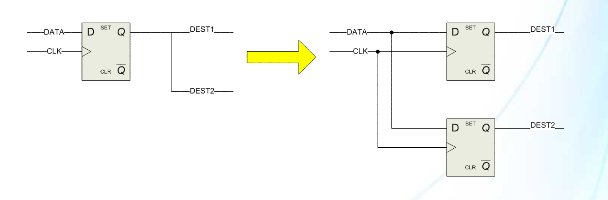 DATA D SET Q DEST1
CLK
CLR Q
DEST2
DATA D SET Q DEST1
CLK
CLR Q
D SET Q DEST2
CLR Q